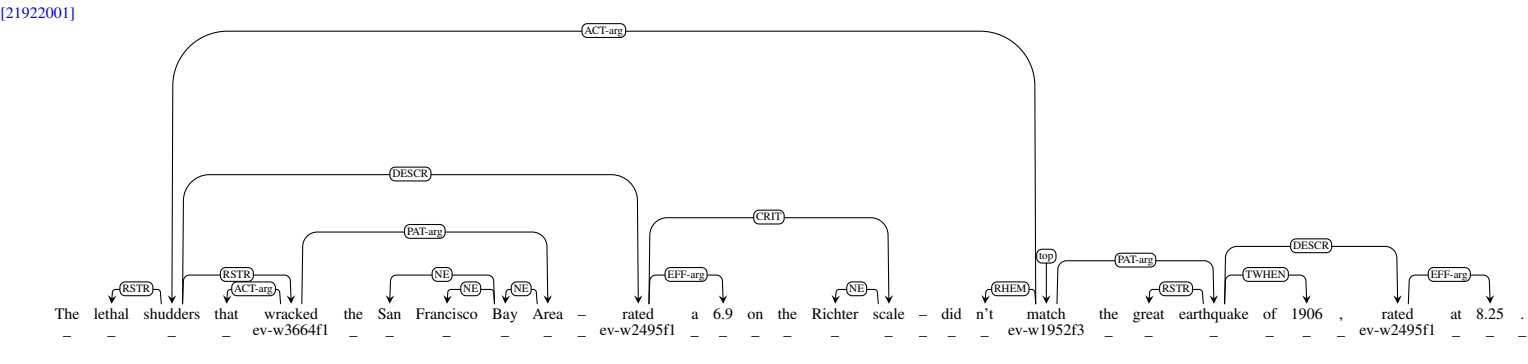 [21922001]
ACT-arg
DESCR
CRIT
PAT-arg
DESCR
top
PAT-arg
RSTR NE EFF-arg TWHEN EFF-arg
RSTR ACT-arg NE NE NE RHEM RSTR
The lethal shudders that wracked the San Francisco Bay Area – rated a 6.9 on the Richter scale – did n't match the great earthquake of 1906 , rated at 8.25 .
_ _ _ _ ev-w3664f1 _ _ _ _ _ _ ev-w2495f1 _ _ _ _ _ _ _ _ _ ev-w1952f3 _ _ _ _ _ _ ev-w2495f1 _ _ _